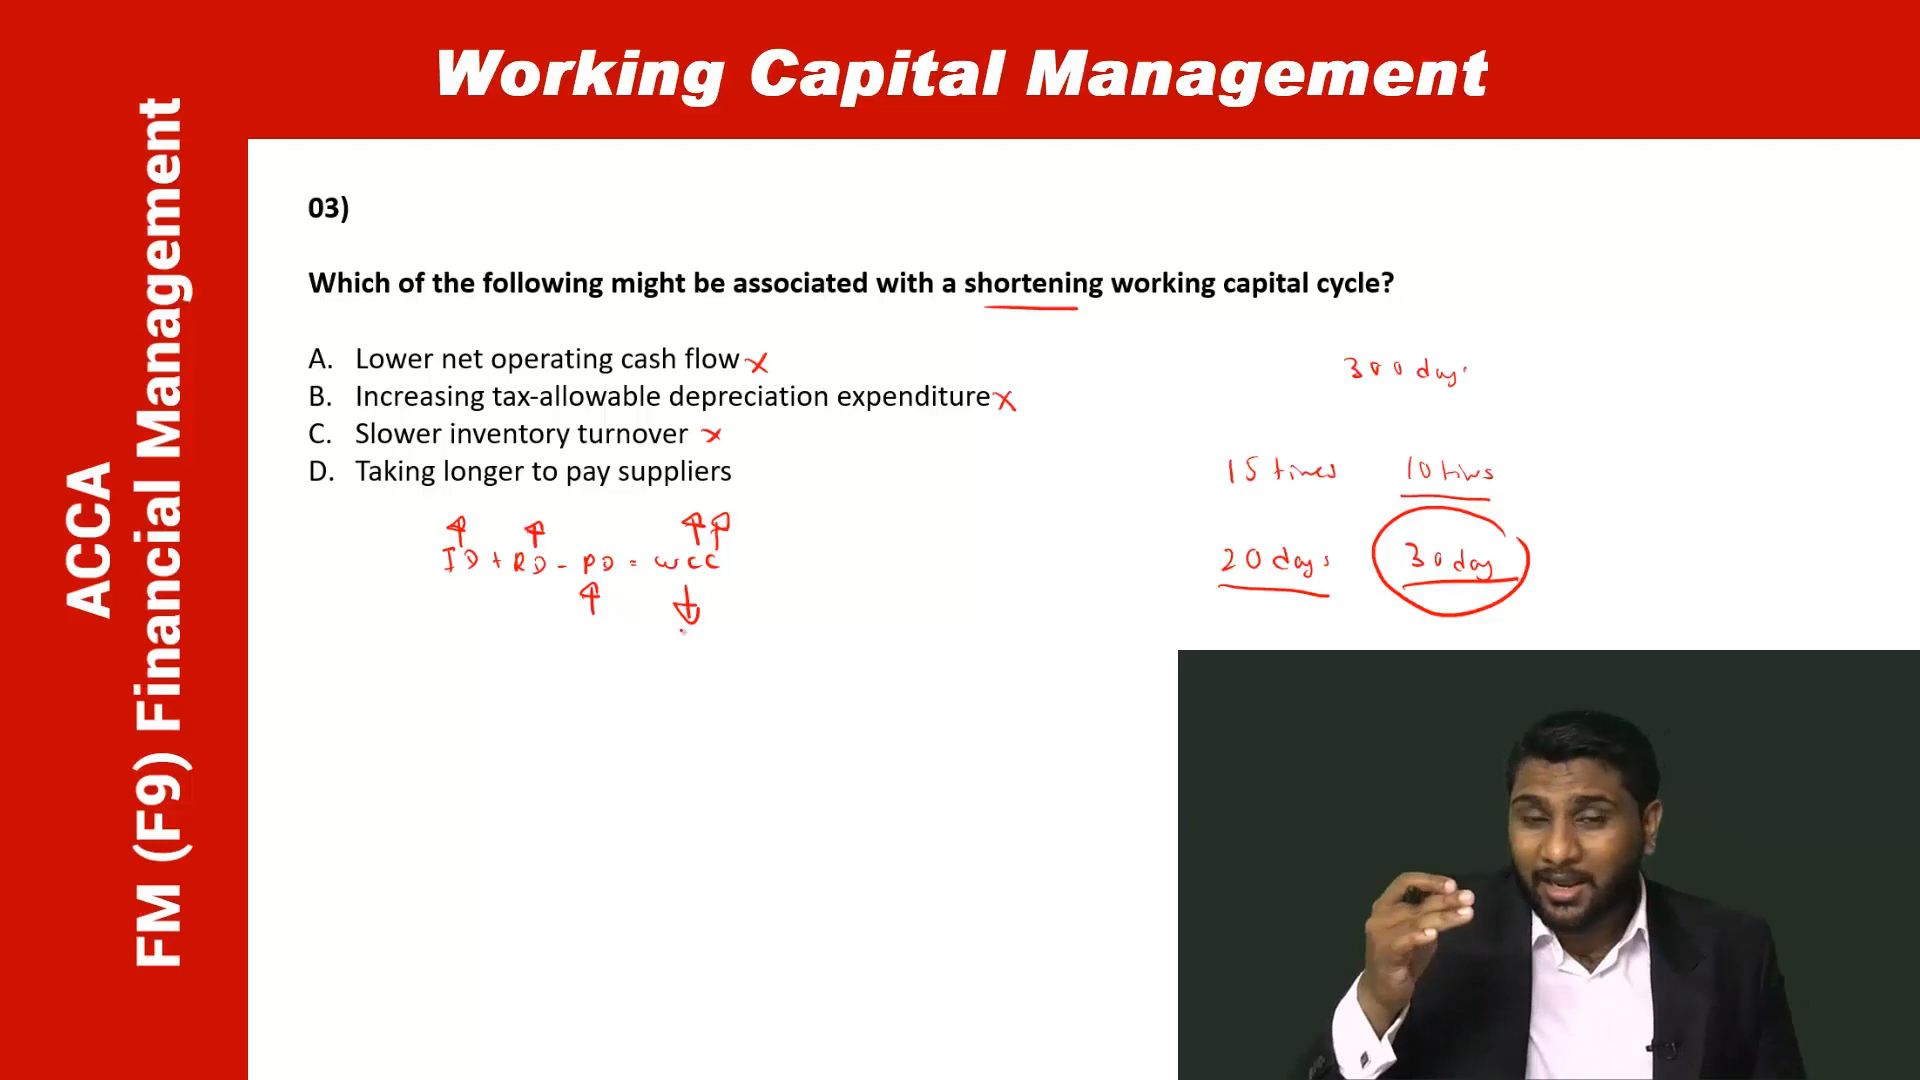 Working Capital Management
ACCA
FM (F9) Financial Management
03)
Which of the following might be associated with a shortening working capital cycle?
A. Lower net operating cash flow x
B. Increasing tax-allowable depreciation expenditure x
C. Slower inventory turnover x
D. Taking longer to pay suppliers
ID + RD - PD = WCC
300 days
15 times 10 times
20 days 30 day